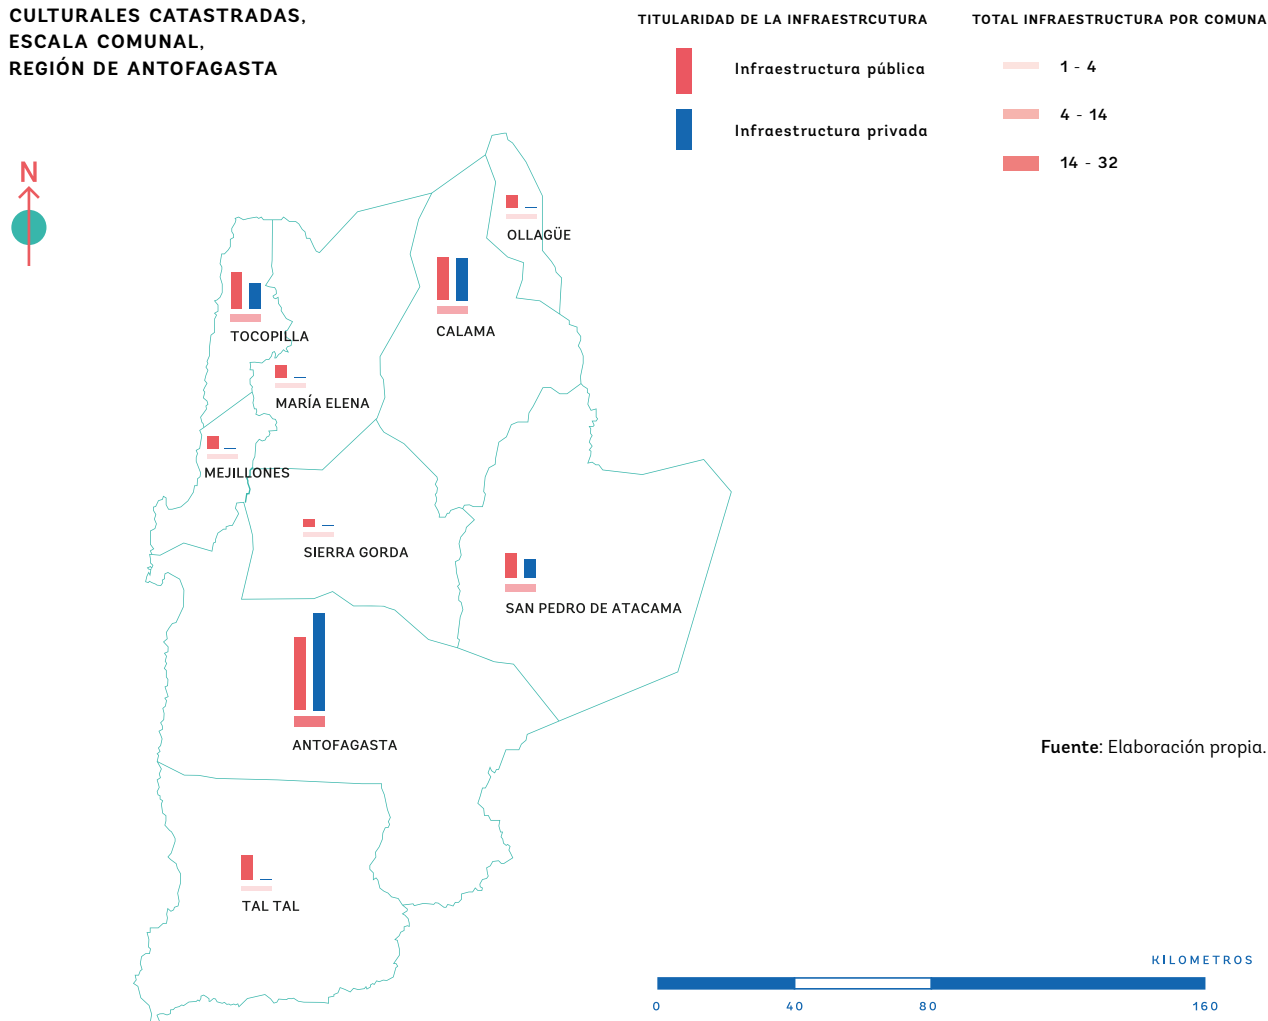 CULTURALES CATASTRADAS,
ESCALA COMUNAL,
REGIÓN DE ANTOFAGASTA
TITULARIDAD DE LA INFRAESTRCUTURA
Infraestructura pública
Infraestructura privada
TOTAL INFRAESTRUCTURA POR COMUNA
1 - 4
4 - 14
14 - 32
N
OLLAGÜE
TOCOPILLA
CALAMA
MARÍA ELENA
MEJILLONES
SIERRA GORDA
SAN PEDRO DE ATACAMA
ANTOFAGASTA
Fuente: Elaboración propia.
TAL TAL
KILOMETROS
0 40 80 160